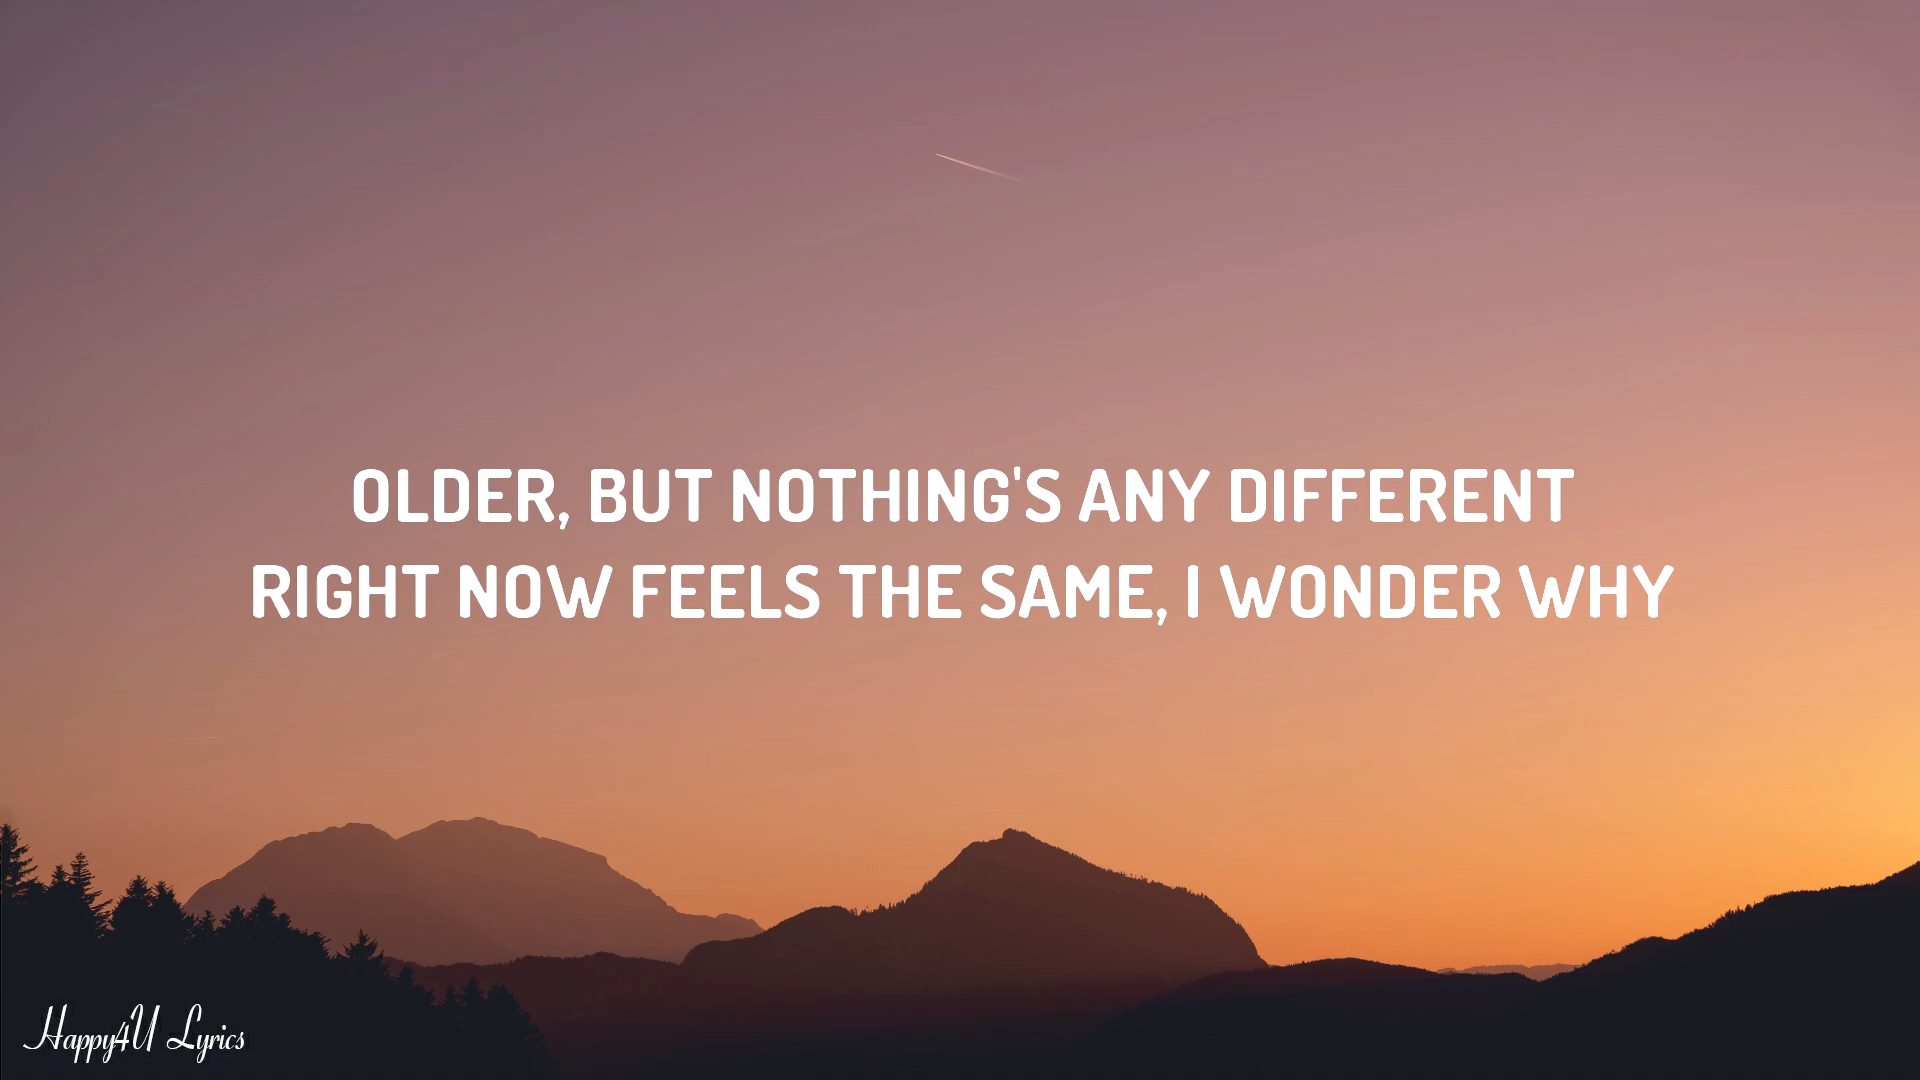 OLDER, BUT NOTHING'S ANY DIFFERENT
RIGHT NOW FEELS THE SAME, I WONDER WHY
Happy4U Lyrics